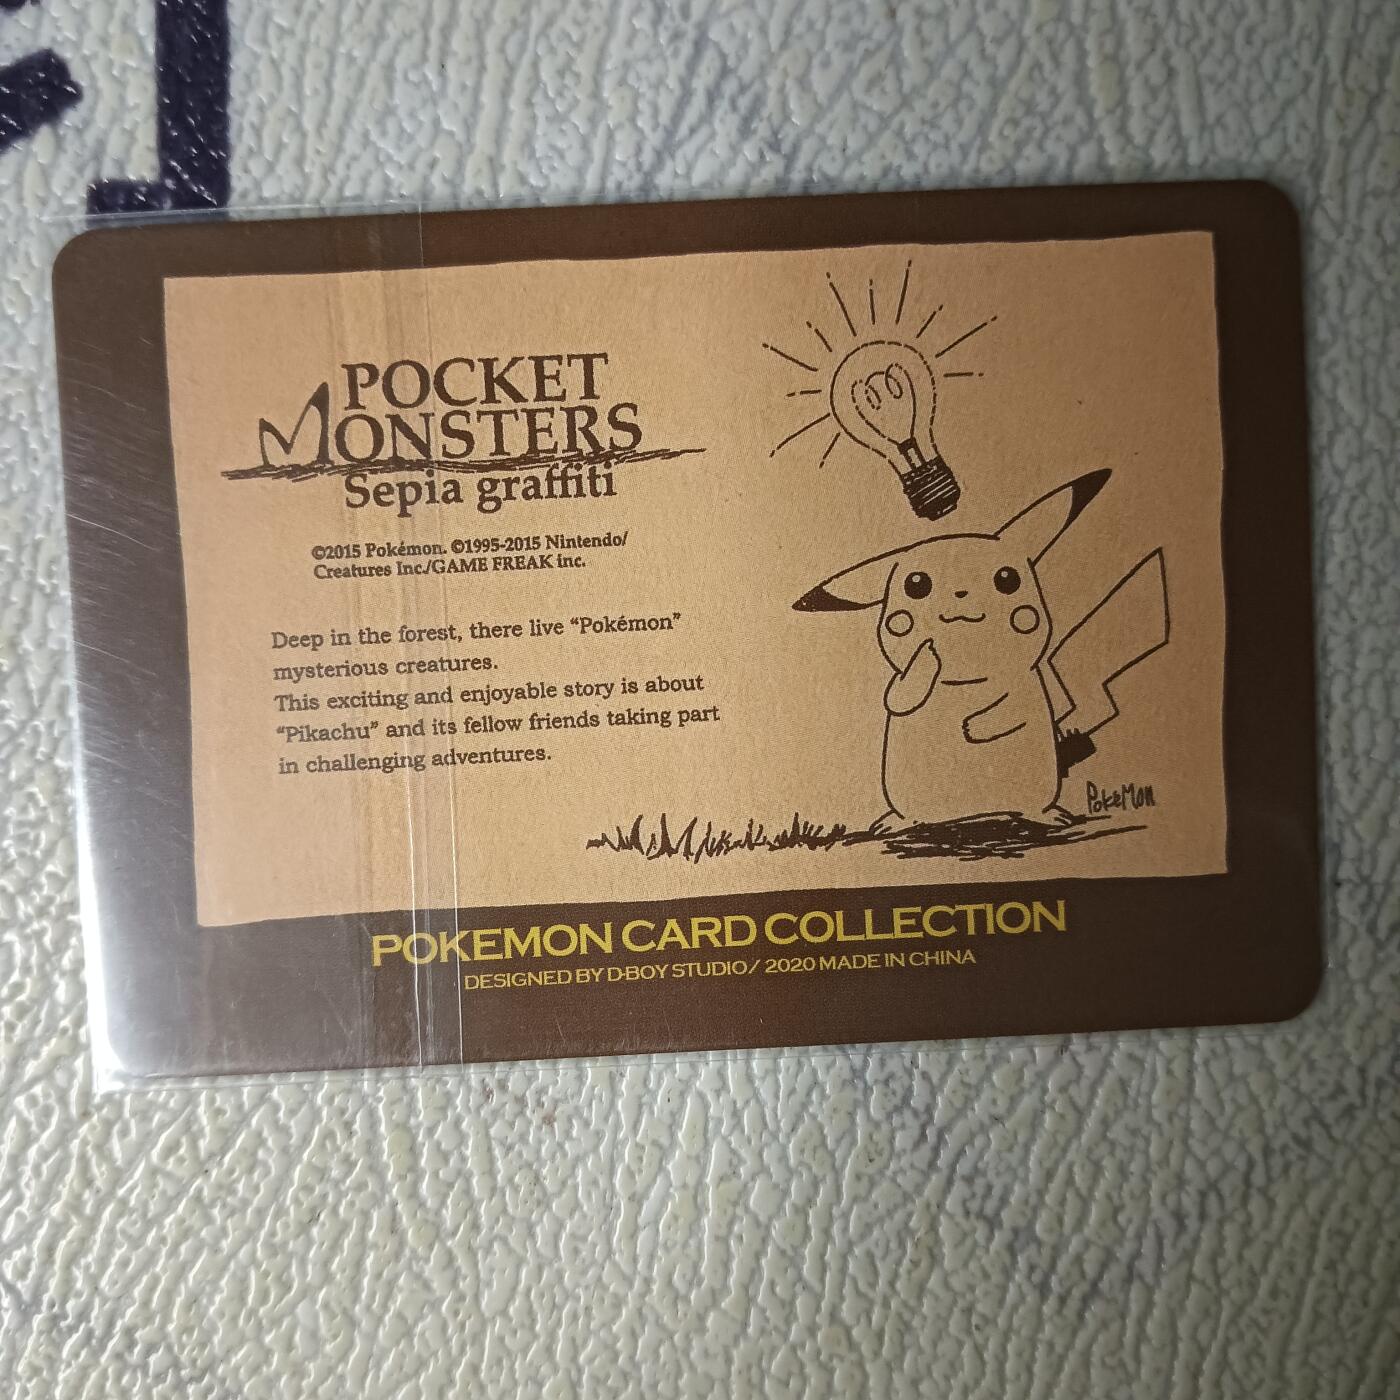 POCKET
MONSTERS
Sepia graffiti
©2015 Pokémon. ©1995-2015 Nintendo/
Creatures Inc./GAME FREAK inc.
Deep in the forest, there live “Pokémon”
mysterious creatures.
This exciting and enjoyable story is about
“Pikachu” and its fellow friends taking part
in challenging adventures.
PokéMon
POKEMON CARD COLLECTION
DESIGNED BY D-BOY STUDIO/ 2020 MADE IN CHINA